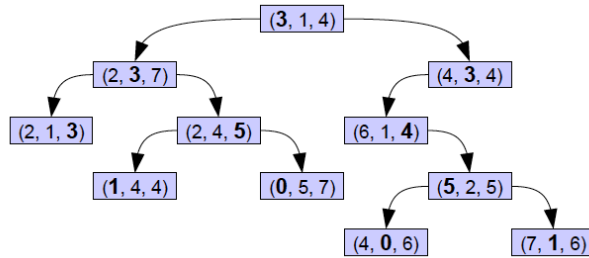 (3, 1, 4)
(2, 3, 7) (4, 3, 4)
(2, 1, 3) (2, 4, 5) (6, 1, 4)
(1, 4, 4) (0, 5, 7) (5, 2, 5)
(4, 0, 6) (7, 1, 6)